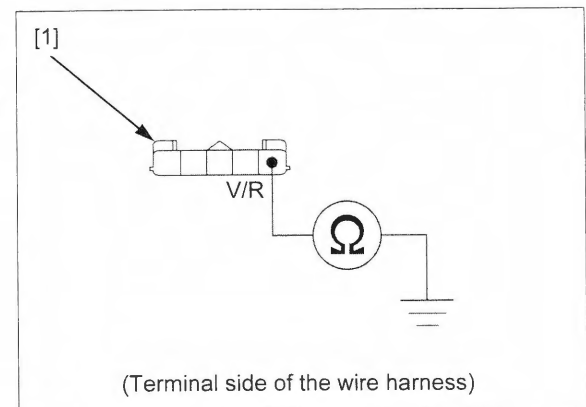 [1]
V/R
Ω
(Terminal side of the wire harness)